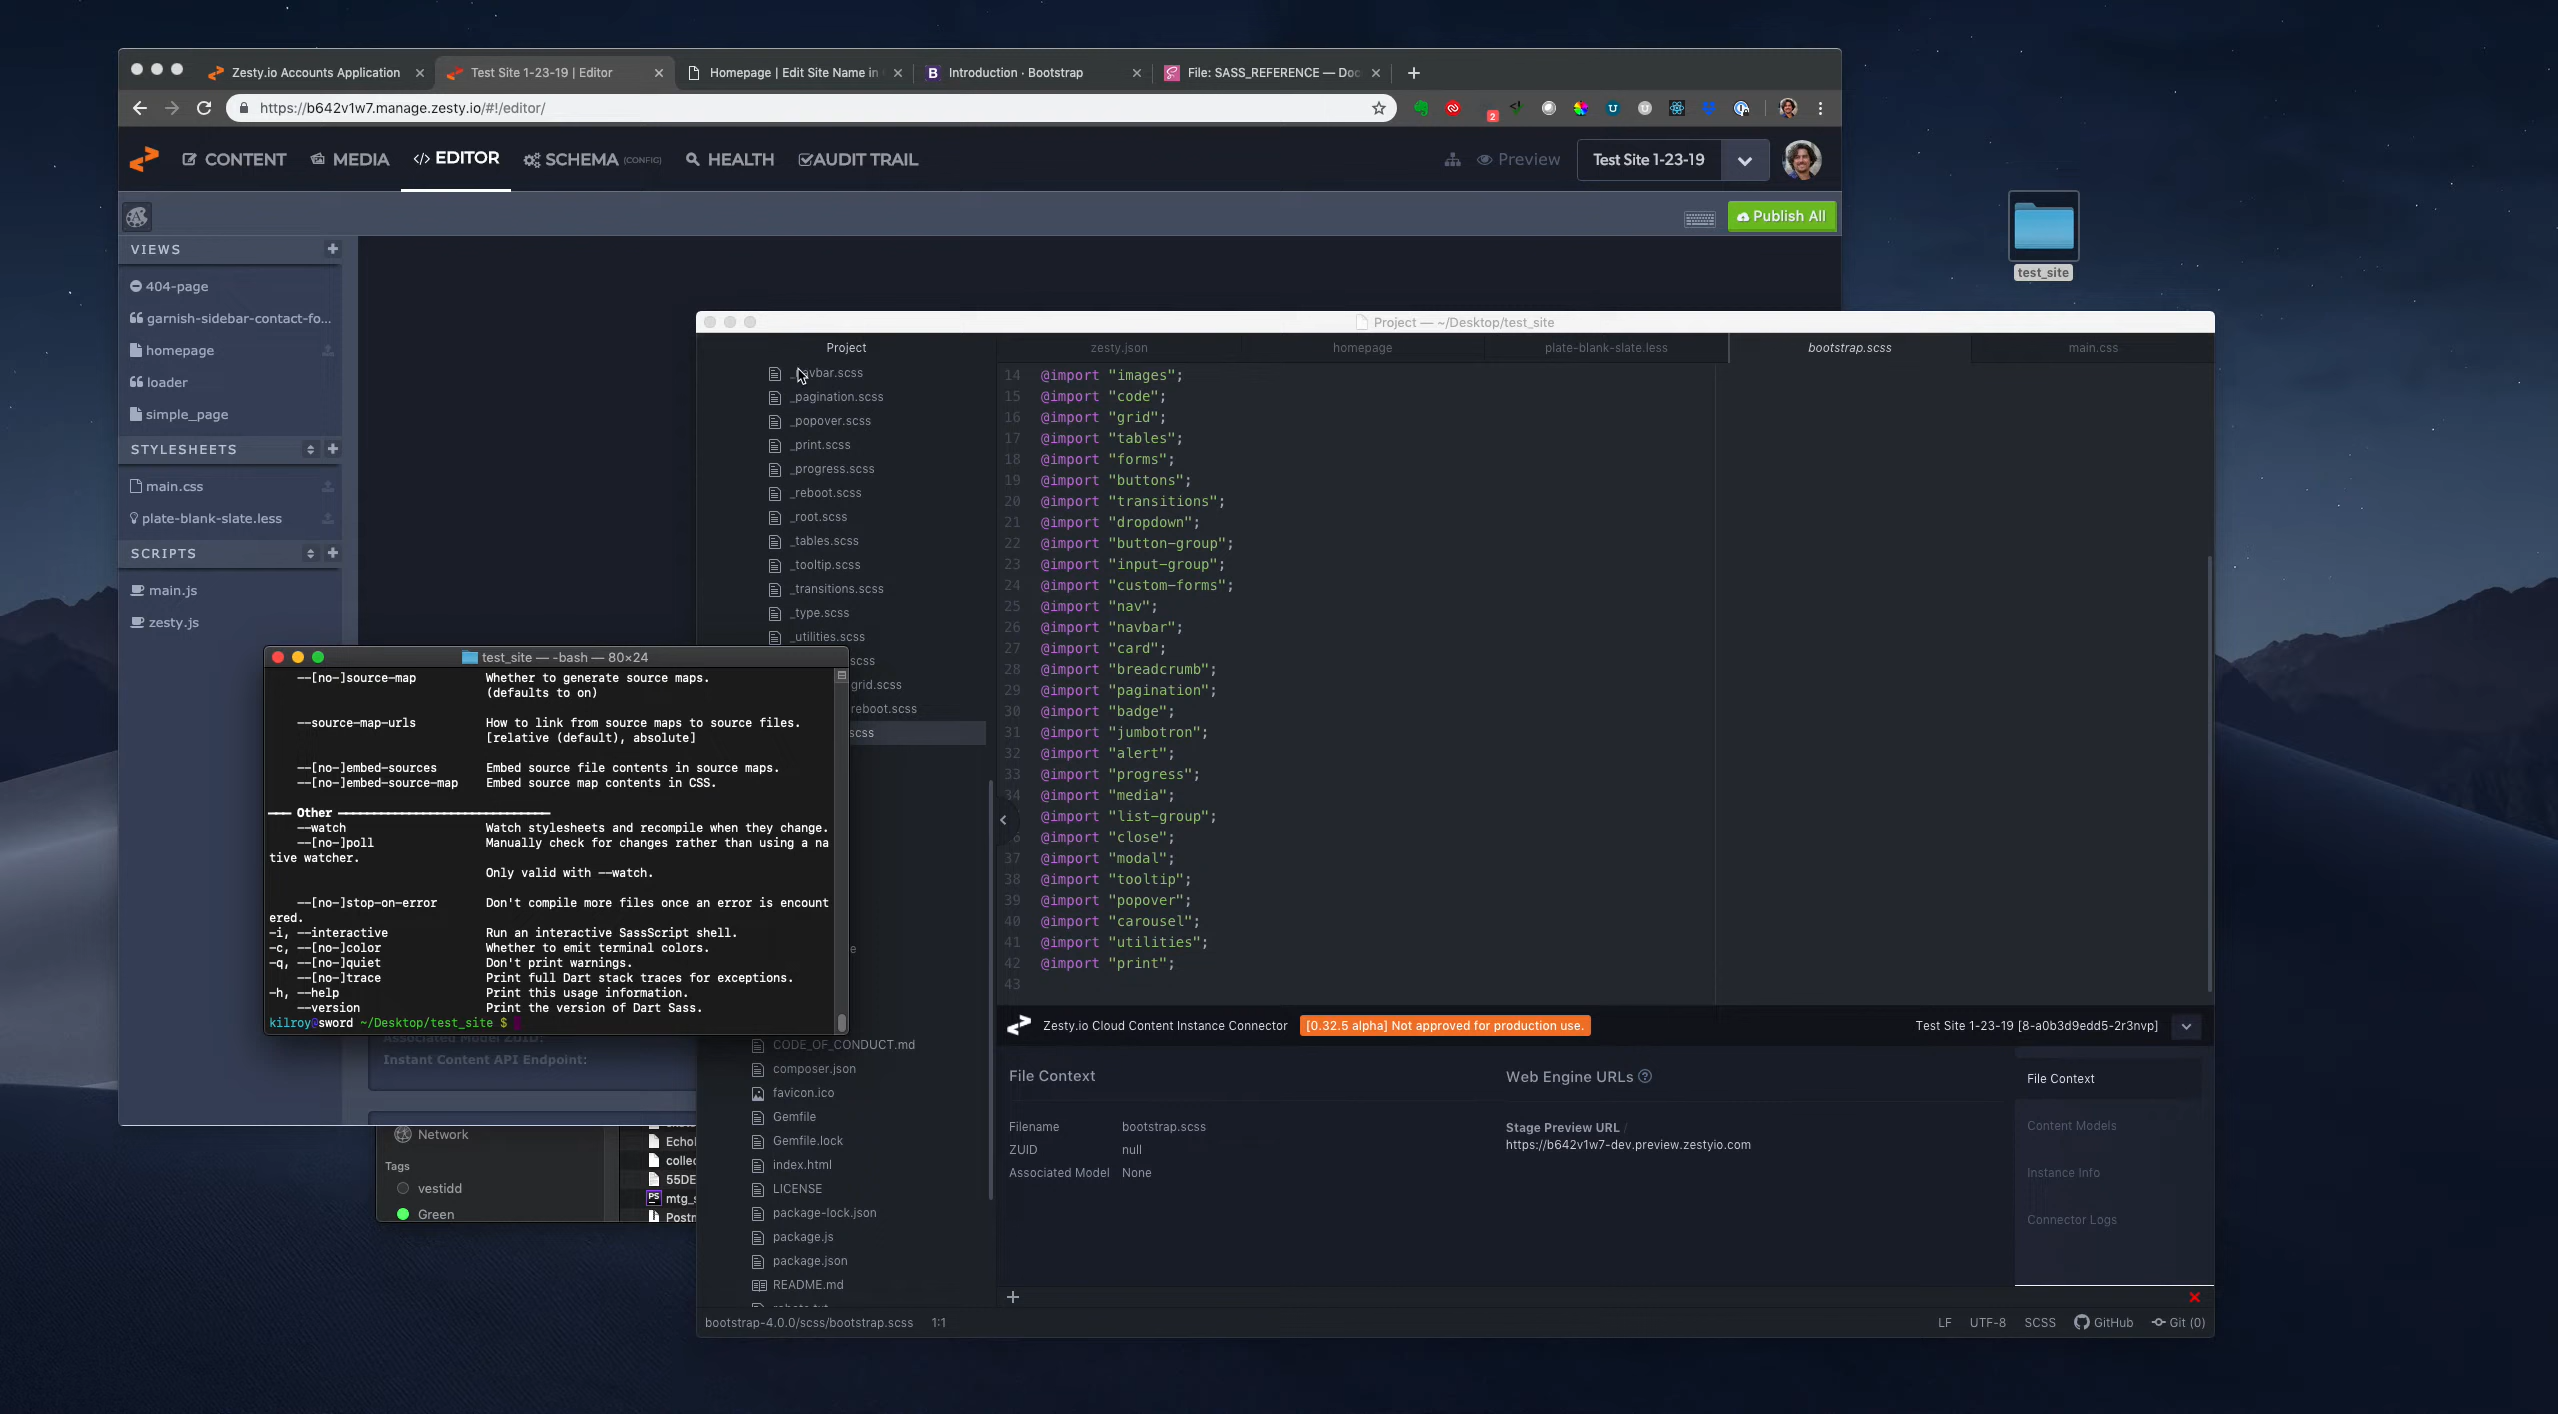 Zesty.io Accounts Application
Test Site 1-23-19 | Editor
Homepage | Edit Site Name in
Introduction · Bootstrap
File: SASS_REFERENCE — Doc
https://b642v1w7.manage.zesty.io/#!/editor/
2
CONTENT
MEDIA
</> EDITOR
SCHEMA (CONFIG)
HEALTH
AUDIT TRAIL
Preview
Test Site 1-23-19
Publish All
VIEWS
404-page
garnish-sidebar-contact-fo...
homepage
loader
simple_page
STYLESHEETS
main.css
plate-blank-slate.less
SCRIPTS
main.js
zesty.js
test_site
Project — ~/Desktop/test_site
Project
zesty.json
homepage
plate-blank-slate.less
bootstrap.scss
main.css
_navbar.scss
_pagination.scss
_popover.scss
_print.scss
_progress.scss
_reboot.scss
_root.scss
_tables.scss
_tooltip.scss
_transitions.scss
_type.scss
_utilities.scss
scss
grid.scss
reboot.scss
scss
14 @import "images";
15 @import "code";
16 @import "grid";
17 @import "tables";
18 @import "forms";
19 @import "buttons";
20 @import "transitions";
21 @import "dropdown";
22 @import "button-group";
23 @import "input-group";
24 @import "custom-forms";
25 @import "nav";
26 @import "navbar";
27 @import "card";
28 @import "breadcrumb";
29 @import "pagination";
30 @import "badge";
31 @import "jumbotron";
32 @import "alert";
33 @import "progress";
34 @import "media";
@import "list-group";
6 @import "close";
37 @import "modal";
38 @import "tooltip";
39 @import "popover";
40 @import "carousel";
41 @import "utilities";
42 @import "print";
43
test_site — -bash — 80×24
--[no-]source-map Whether to generate source maps.
(defaults to on)
--source-map-urls How to link from source maps to source files.
[relative (default), absolute]
--[no-]embed-sources Embed source file contents in source maps.
--[no-]embed-source-map Embed source map contents in CSS.
Other
--watch Watch stylesheets and recompile when they change.
--[no-]poll Manually check for changes rather than using a na
tive watcher.
Only valid with --watch.
--[no-]stop-on-error Don't compile more files once an error is encount
ered.
-i, --interactive Run an interactive SassScript shell.
-c, --[no-]color Whether to emit terminal colors.
-q, --[no-]quiet Don't print warnings.
--[no-]trace Print full Dart stack traces for exceptions.
-h, --help Print this usage information.
--version Print the version of Dart Sass.
kilroy@sword ~/Desktop/test_site $
Associated Model ZUID:
Instant Content API Endpoint:
e
CODE_OF_CONDUCT.md
composer.json
favicon.ico
Gemfile
Gemfile.lock
index.html
LICENSE
package-lock.json
package.js
package.json
README.md
robots.txt
Network
Tags
vestidd
Green
Echol
collec
55DE
mtg_s
Postm
Zesty.io Cloud Content Instance Connector
[0.32.5 alpha] Not approved for production use.
Test Site 1-23-19 [8-a0b3d9edd5-2r3nvp]
File Context
Filename bootstrap.scss
ZUID null
Associated Model None
Web Engine URLs
Stage Preview URL /
https://b642v1w7-dev.preview.zestyio.com
File Context
Content Models
Instance Info
Connector Logs
bootstrap-4.0.0/scss/bootstrap.scss 1:1
LF UTF-8 SCSS GitHub Git (0)